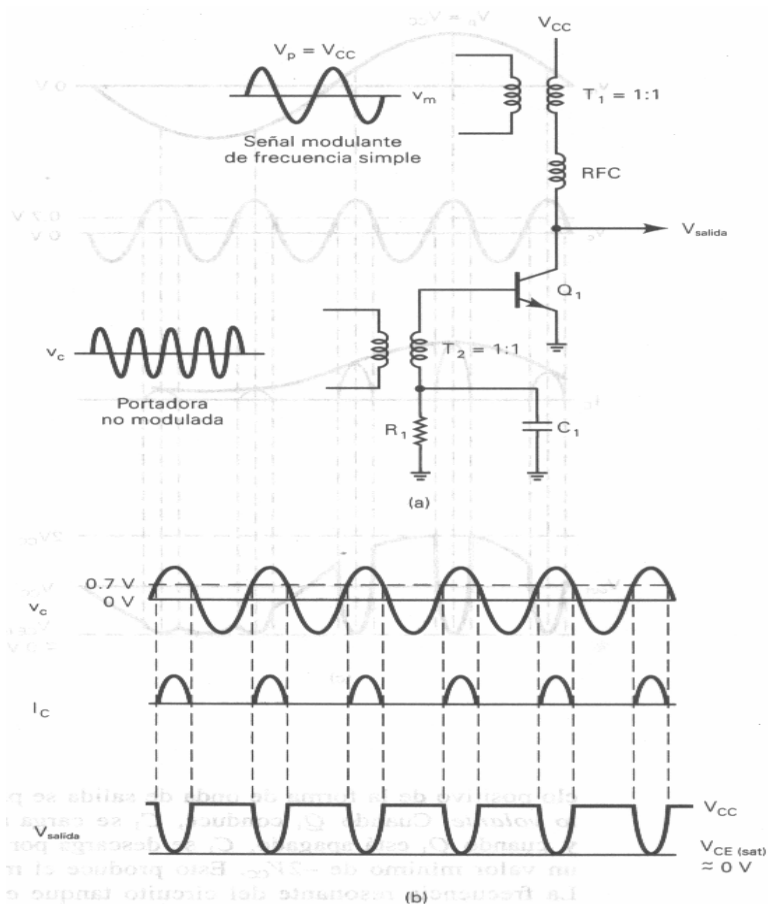 V_CC
V_p = V_CC
v_m
T_1 = 1:1
Señal modulante
de frecuencia simple
RFC
V_salida
Q_1
v_c
T_2 = 1:1
Portadora
no modulada
R_1
C_1
(a)
0.7 V
0 V
v_c
I_C
V_salida
V_CC
V_CE (sat)
≈ 0 V
(b)